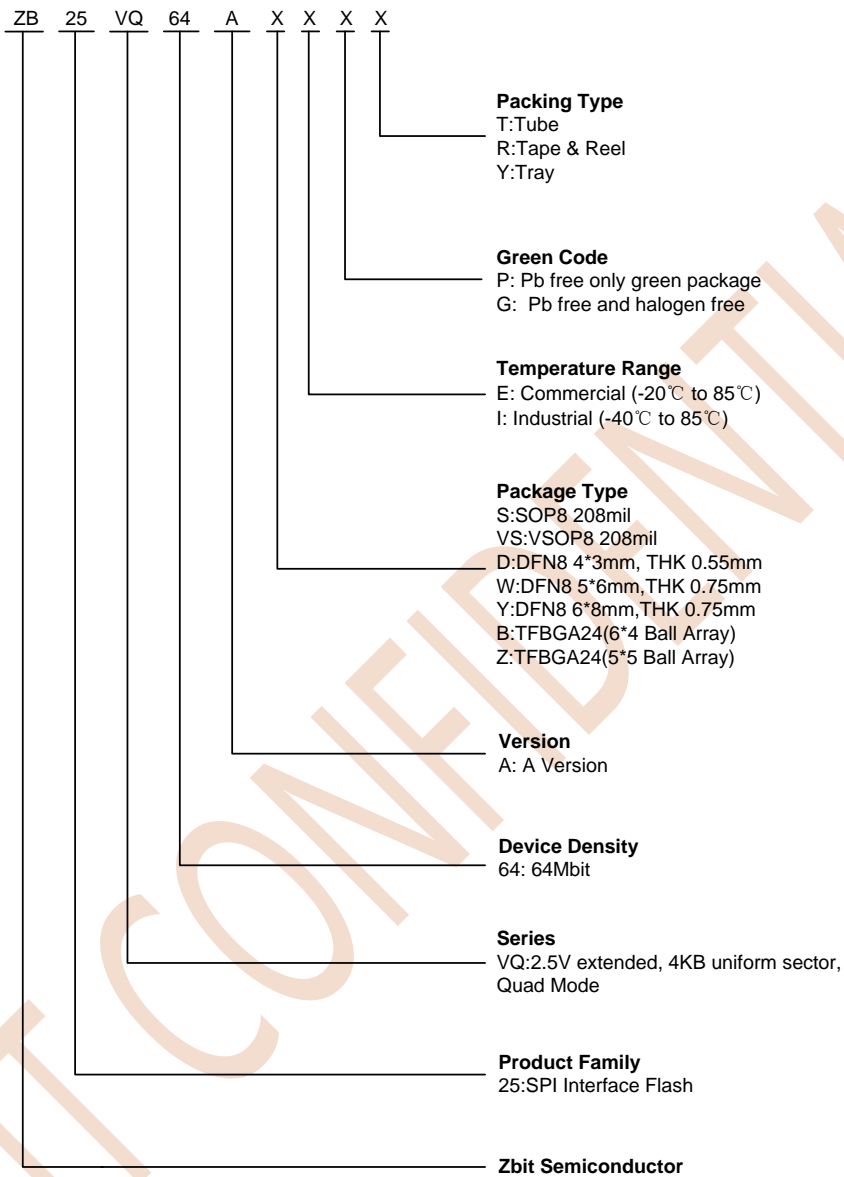 ZB 25 VQ 64 A X X X X
Packing Type
T:Tube
R:Tape & Reel
Y:Tray
Green Code
P: Pb free only green package
G: Pb free and halogen free
Temperature Range
E: Commercial (-20℃ to 85℃)
I: Industrial (-40℃ to 85℃)
Package Type
S:SOP8 208mil
VS:VSOP8 208mil
D:DFN8 4*3mm, THK 0.55mm
W:DFN8 5*6mm,THK 0.75mm
Y:DFN8 6*8mm,THK 0.75mm
B:TFBGA24(6*4 Ball Array)
Z:TFBGA24(5*5 Ball Array)
Version
A: A Version
Device Density
64: 64Mbit
Series
VQ:2.5V extended, 4KB uniform sector,
Quad Mode
Product Family
25:SPI Interface Flash
Zbit Semiconductor